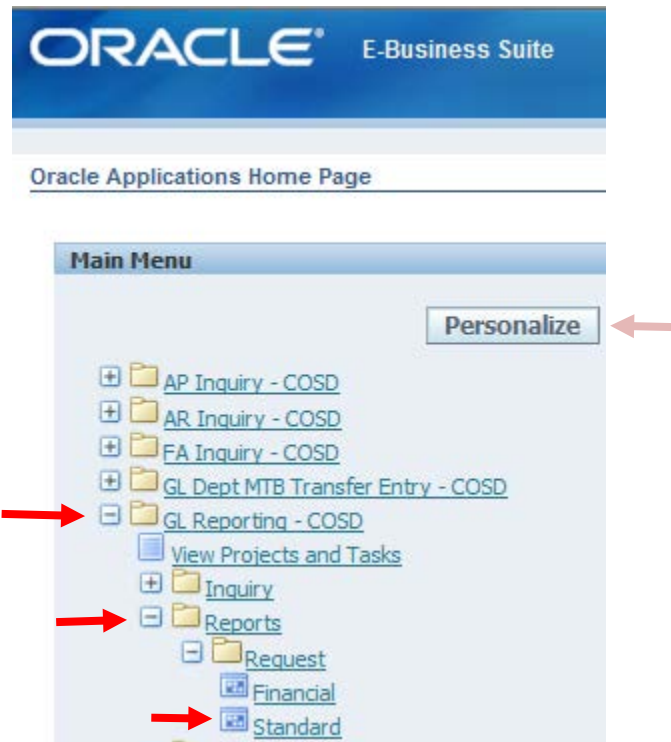 ORACLE® E-Business Suite
Oracle Applications Home Page
Main Menu
Personalize
AP Inquiry - COSD
AR Inquiry - COSD
FA Inquiry - COSD
GL Dept MTB Transfer Entry - COSD
GL Reporting - COSD
View Projects and Tasks
Inquiry
Reports
Request
Financial
Standard